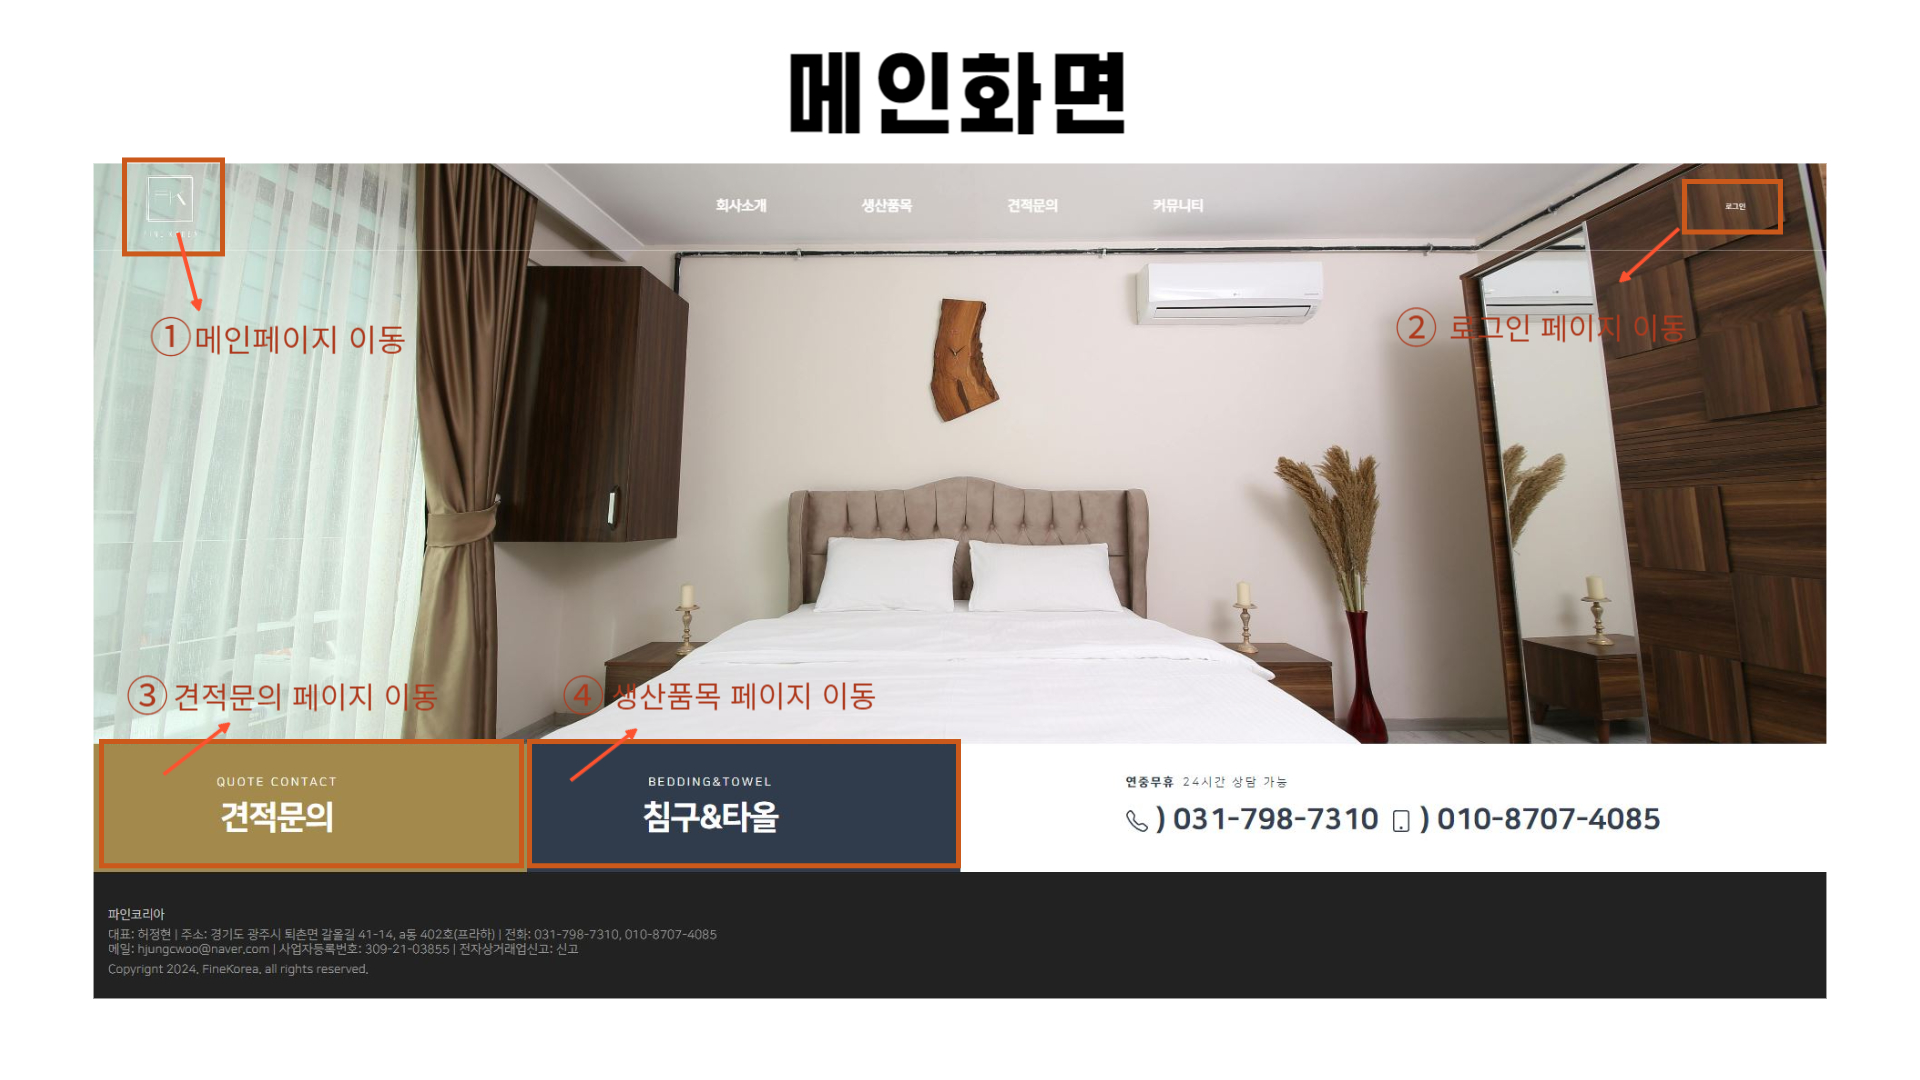 메인화면
회사소개
생산품목
견적문의
커뮤니티
로그인
① 메인페이지 이동
② 로그인 페이지 이동
③ 견적문의 페이지 이동
④ 생산품목 페이지 이동
QUOTE CONTACT
견적문의
BEDDING&TOWEL
침구&타올
연중무휴 24시간 상담 가능
) 031-798-7310 ) 010-8707-4085
파인코리아
대표: 허정현 | 주소: 경기도 광주시 퇴촌면 갈올길 41-14, a동 402호(프라하) | 전화: 031-798-7310, 010-8707-4085
메일: hjungcwoo@naver.com | 사업자등록번호: 309-21-03855 | 전자상거래업신고: 신고
Copyrignt 2024. FineKorea. all rights reserved.